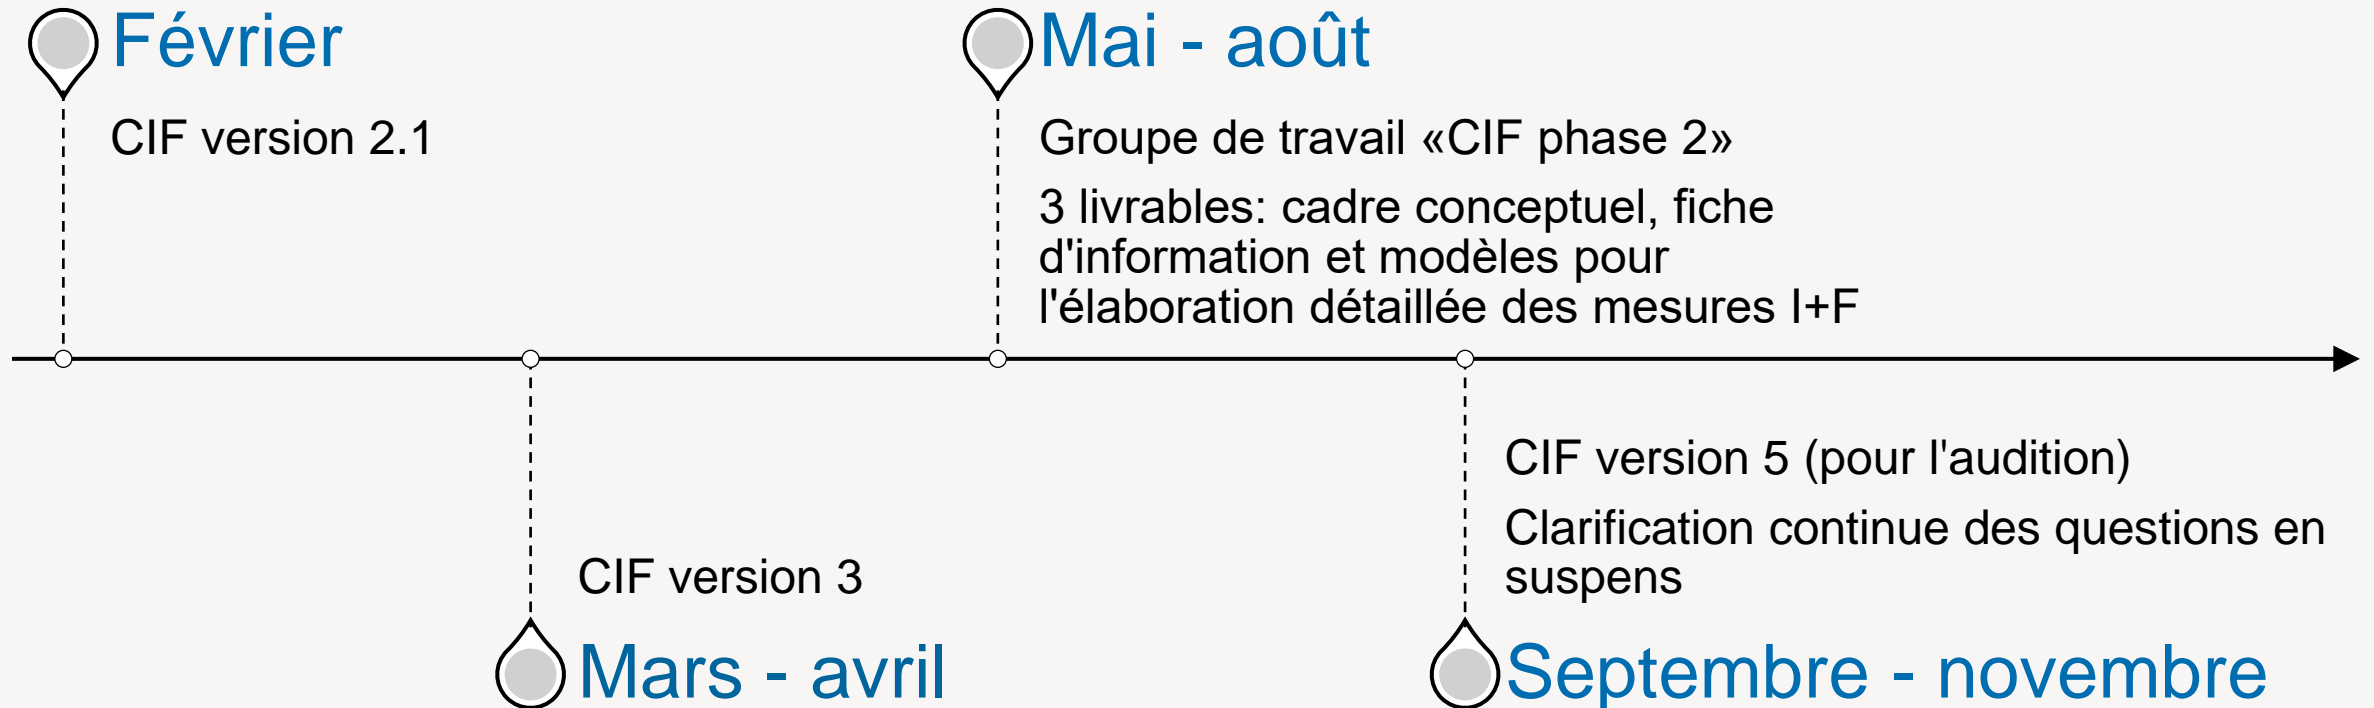 Février
CIF version 2.1
Mai - août
Groupe de travail «CIF phase 2»
3 livrables: cadre conceptuel, fiche
d'information et modèles pour
l'élaboration détaillée des mesures I+F
CIF version 3
Mars - avril
CIF version 5 (pour l'audition)
Clarification continue des questions en
suspens
Septembre - novembre